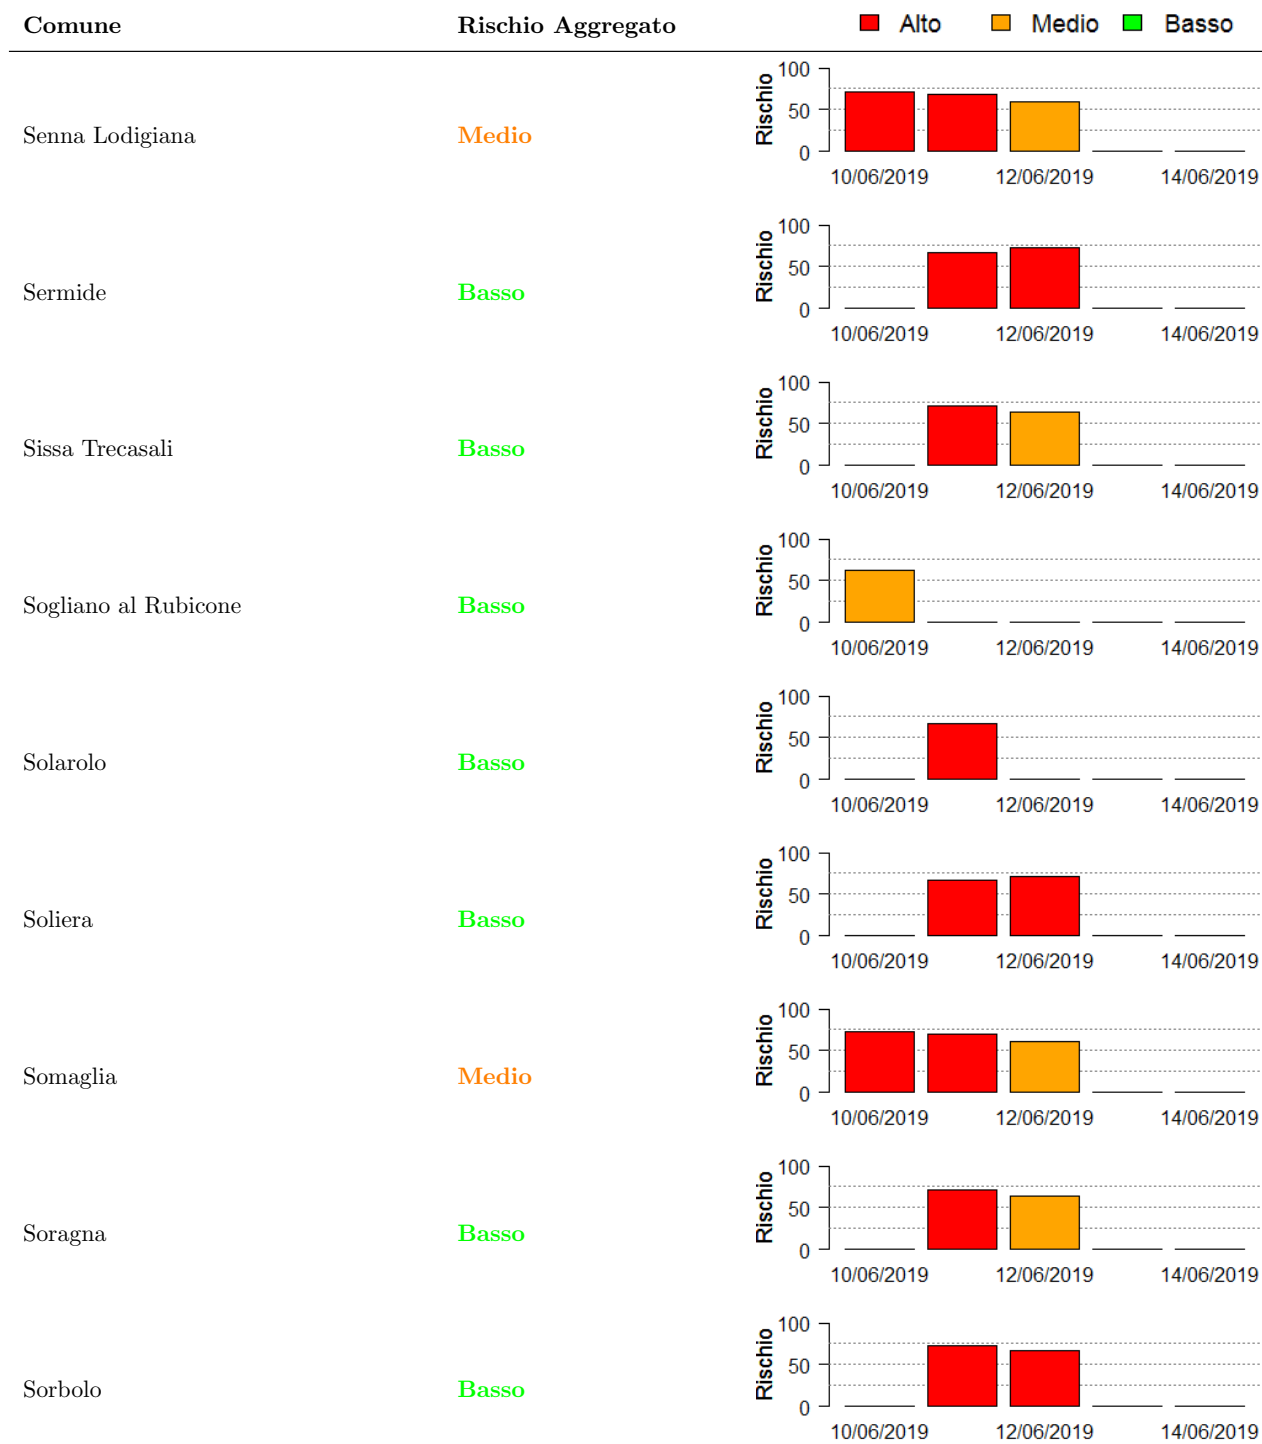 Comune Rischio Aggregato Alto Medio Basso
Senna Lodigiana Medio
Rischio
100
50
0
10/06/2019 12/06/2019 14/06/2019
Sermide Basso
Rischio
100
50
0
10/06/2019 12/06/2019 14/06/2019
Sissa Trecasali Basso
Rischio
100
50
0
10/06/2019 12/06/2019 14/06/2019
Sogliano al Rubicone Basso
Rischio
100
50
0
10/06/2019 12/06/2019 14/06/2019
Solarolo Basso
Rischio
100
50
0
10/06/2019 12/06/2019 14/06/2019
Soliera Basso
Rischio
100
50
0
10/06/2019 12/06/2019 14/06/2019
Somaglia Medio
Rischio
100
50
0
10/06/2019 12/06/2019 14/06/2019
Soragna Basso
Rischio
100
50
0
10/06/2019 12/06/2019 14/06/2019
Sorbolo Basso
Rischio
100
50
0
10/06/2019 12/06/2019 14/06/2019